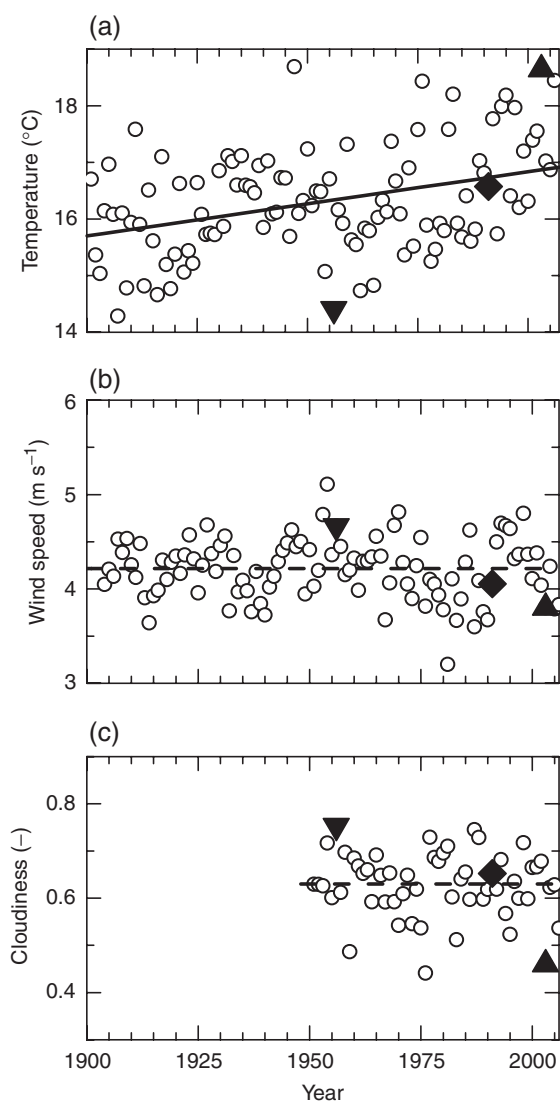 (a)
18
16
14
Temperature (°C)
(b)
6
5
4
3
Wind speed (m s−1)
(c)
0.8
0.6
0.4
Cloudiness (−)
1900 1925 1950 1975 2000
Year